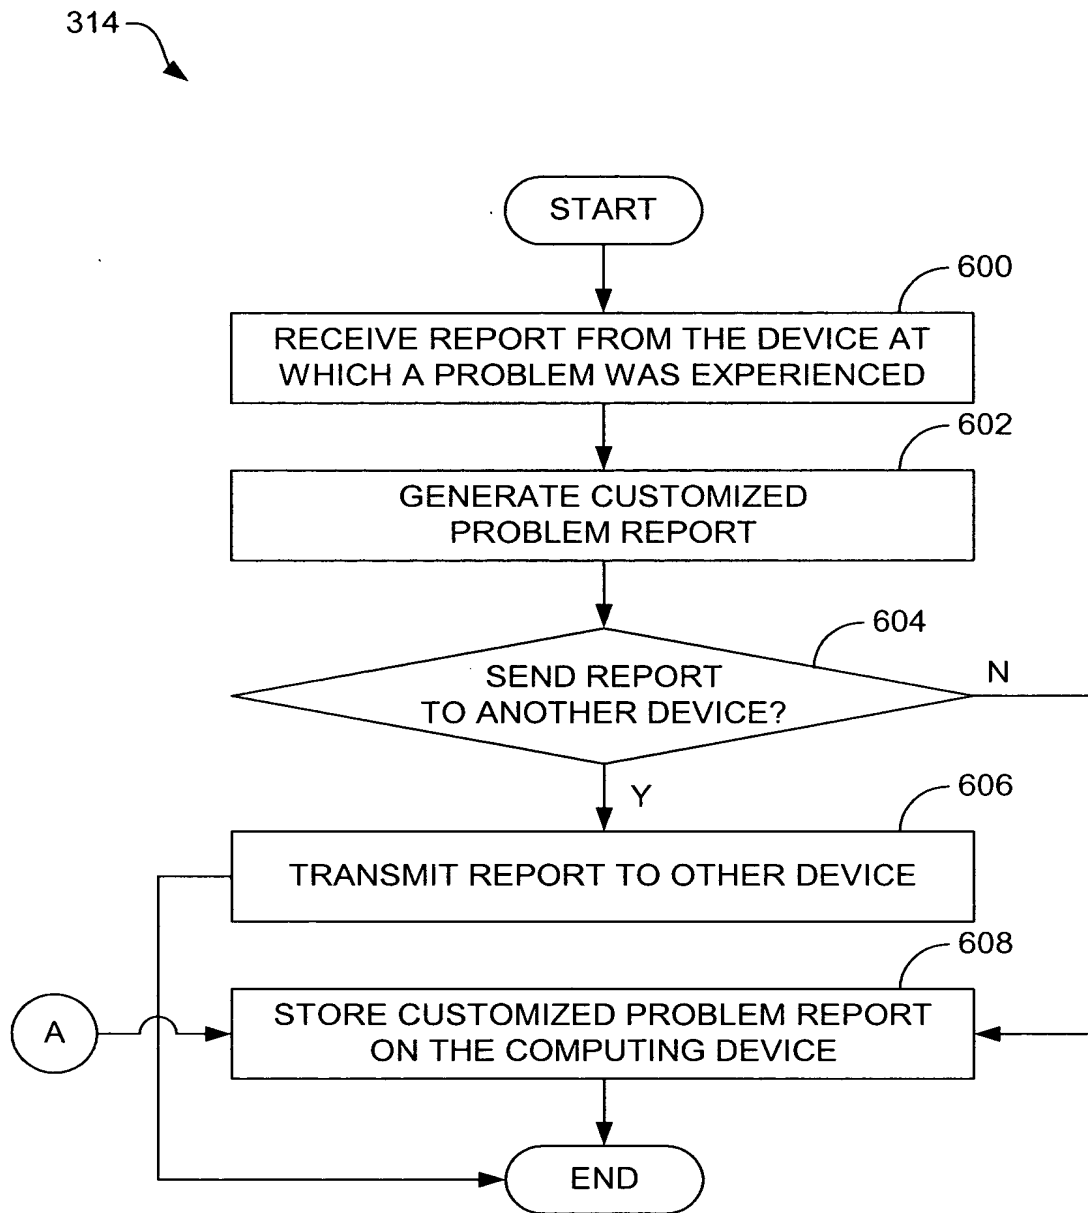 314
START
600
RECEIVE REPORT FROM THE DEVICE AT
WHICH A PROBLEM WAS EXPERIENCED
602
GENERATE CUSTOMIZED
PROBLEM REPORT
604
SEND REPORT
TO ANOTHER DEVICE?
N
Y
606
TRANSMIT REPORT TO OTHER DEVICE
608
A
STORE CUSTOMIZED PROBLEM REPORT
ON THE COMPUTING DEVICE
END